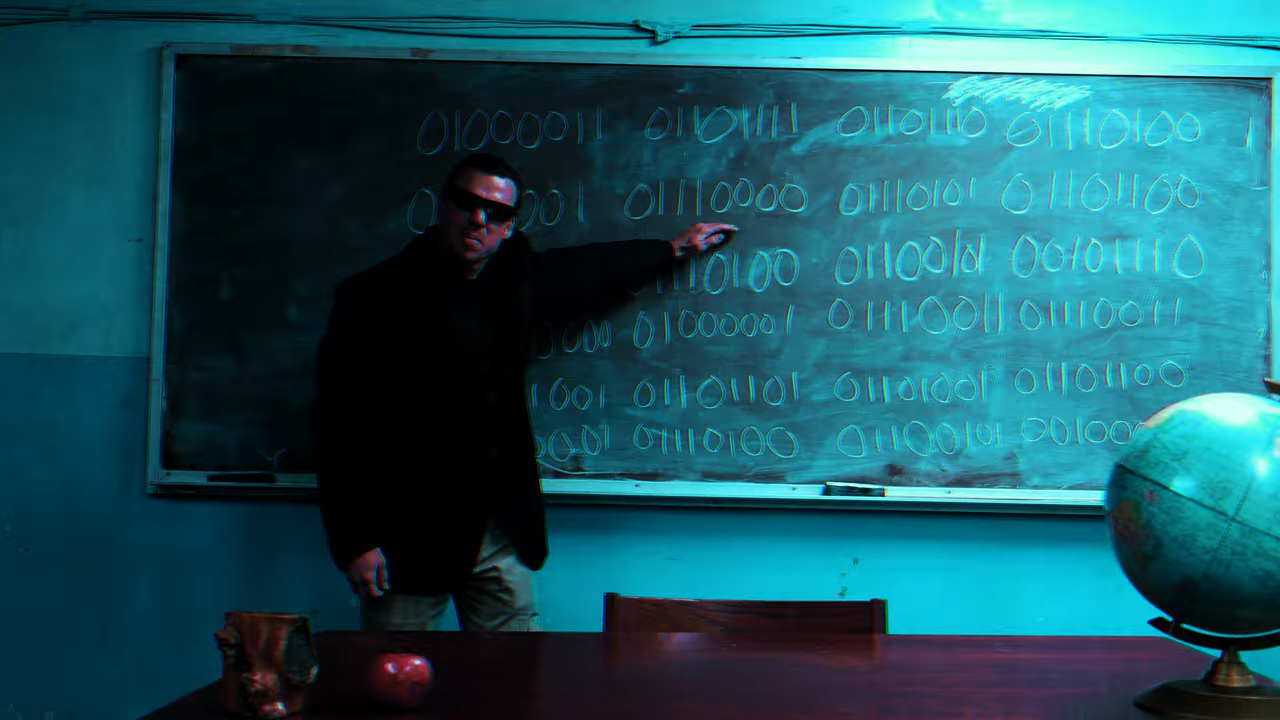 01000011 01101111 01101110 01110100
01110000 01110101 01101100
01100101 00101110
01000001 01110011 01110011
01101101 01101001 01101100
01110100 01100101